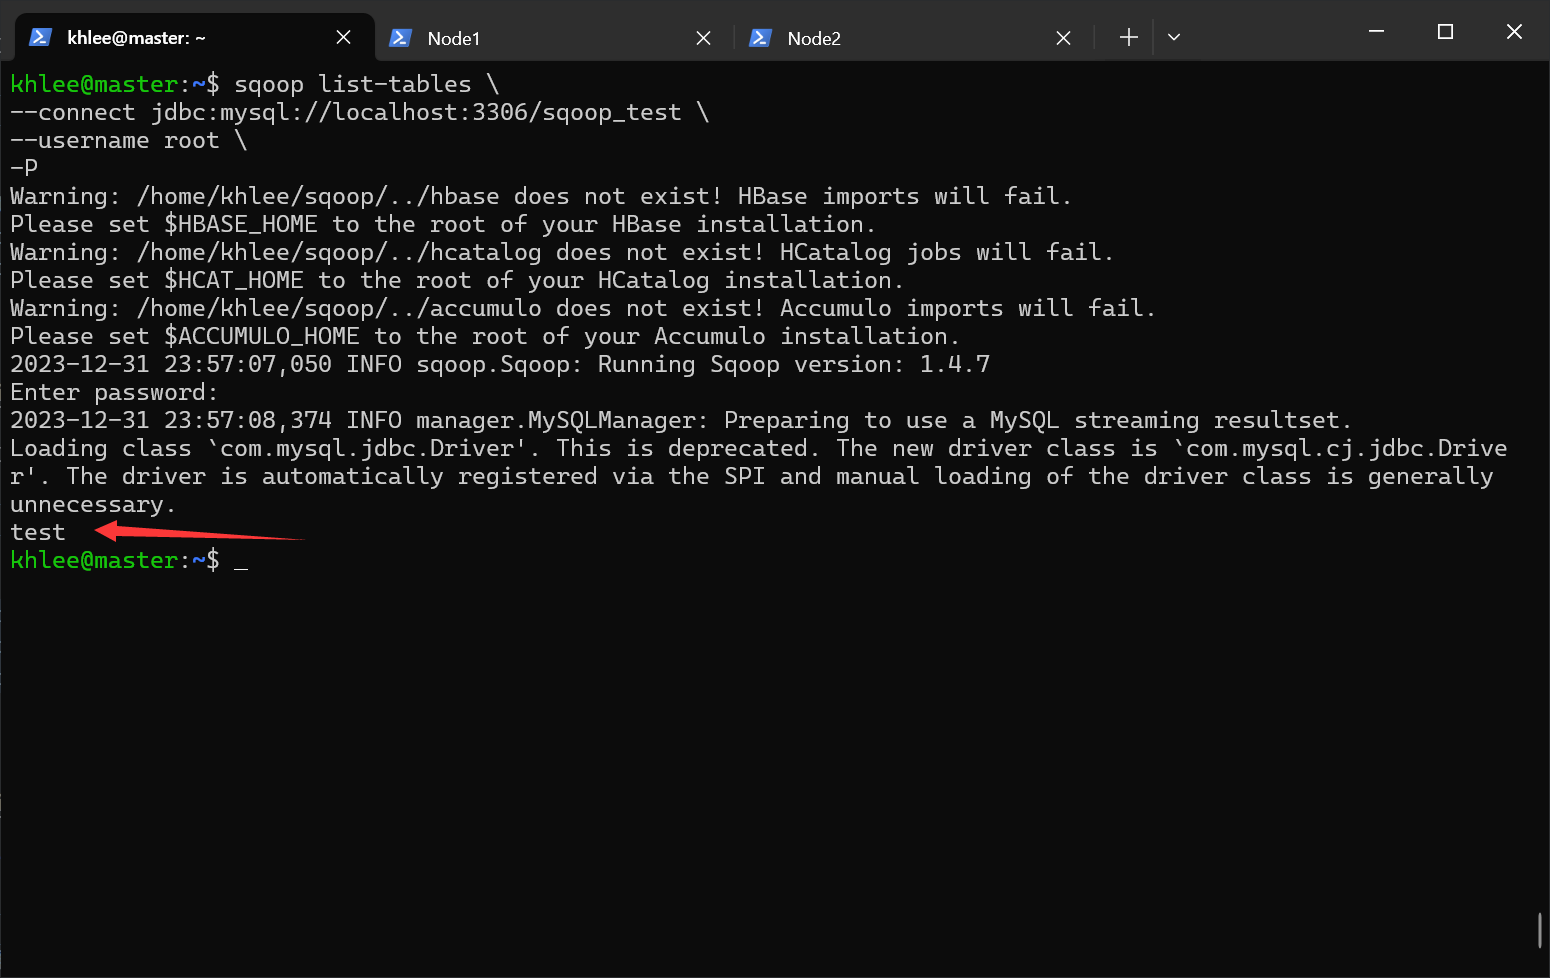 khlee@master: ~
Node1
Node2
khlee@master:~$ sqoop list-tables \
--connect jdbc:mysql://localhost:3306/sqoop_test \
--username root \
-P
Warning: /home/khlee/sqoop/../hbase does not exist! HBase imports will fail.
Please set $HBASE_HOME to the root of your HBase installation.
Warning: /home/khlee/sqoop/../hcatalog does not exist! HCatalog jobs will fail.
Please set $HCAT_HOME to the root of your HCatalog installation.
Warning: /home/khlee/sqoop/../accumulo does not exist! Accumulo imports will fail.
Please set $ACCUMULO_HOME to the root of your Accumulo installation.
2023-12-31 23:57:07,050 INFO sqoop.Sqoop: Running Sqoop version: 1.4.7
Enter password:
2023-12-31 23:57:08,374 INFO manager.MySQLManager: Preparing to use a MySQL streaming resultset.
Loading class `com.mysql.jdbc.Driver'. This is deprecated. The new driver class is `com.mysql.cj.jdbc.Drive
r'. The driver is automatically registered via the SPI and manual loading of the driver class is generally
unnecessary.
test
khlee@master:~$ _